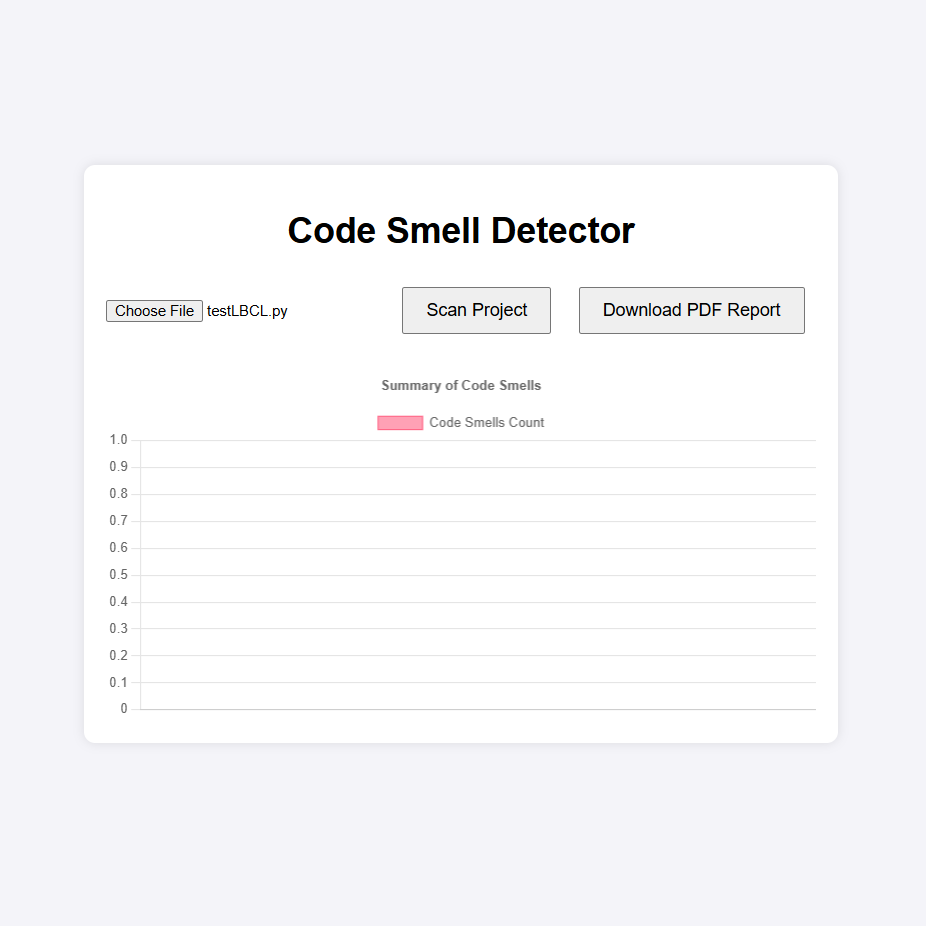 Code Smell Detector
Choose File testLBCL.py
Scan Project
Download PDF Report
Summary of Code Smells
Code Smells Count
1.0
0.9
0.8
0.7
0.6
0.5
0.4
0.3
0.2
0.1
0